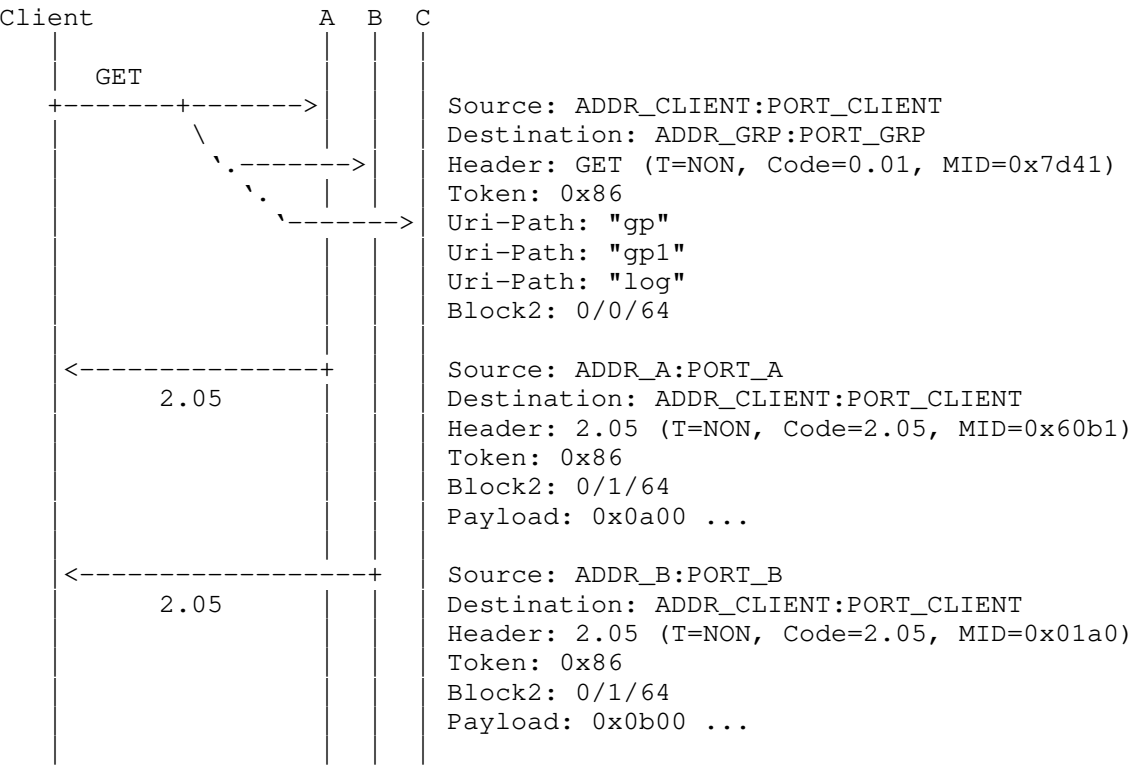 Client A B C
GET
Source: ADDR_CLIENT:PORT_CLIENT
Destination: ADDR_GRP:PORT_GRP
Header: GET (T=NON, Code=0.01, MID=0x7d41)
Token: 0x86
Uri-Path: "gp"
Uri-Path: "gp1"
Uri-Path: "log"
Block2: 0/0/64
Source: ADDR_A:PORT_A
2.05 Destination: ADDR_CLIENT:PORT_CLIENT
Header: 2.05 (T=NON, Code=2.05, MID=0x60b1)
Token: 0x86
Block2: 0/1/64
Payload: 0x0a00 ...
Source: ADDR_B:PORT_B
2.05 Destination: ADDR_CLIENT:PORT_CLIENT
Header: 2.05 (T=NON, Code=2.05, MID=0x01a0)
Token: 0x86
Block2: 0/1/64
Payload: 0x0b00 ...